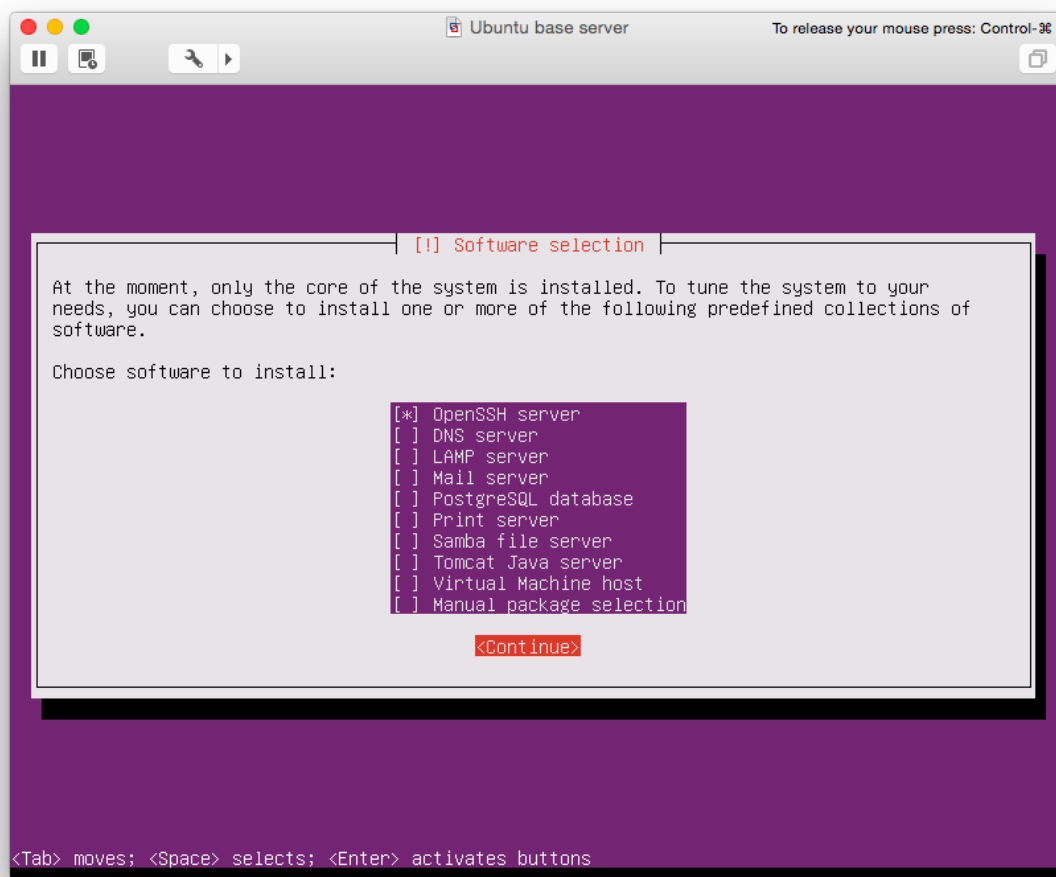 Ubuntu base server
To release your mouse press: Control-⌘
[!] Software selection
At the moment, only the core of the system is installed. To tune the system to your
needs, you can choose to install one or more of the following predefined collections of
software.
Choose software to install:
[*] OpenSSH server
[ ] DNS server
[ ] LAMP server
[ ] Mail server
[ ] PostgreSQL database
[ ] Print server
[ ] Samba file server
[ ] Tomcat Java server
[ ] Virtual Machine host
[ ] Manual package selection
<Continue>
<Tab> moves; <Space> selects; <Enter> activates buttons